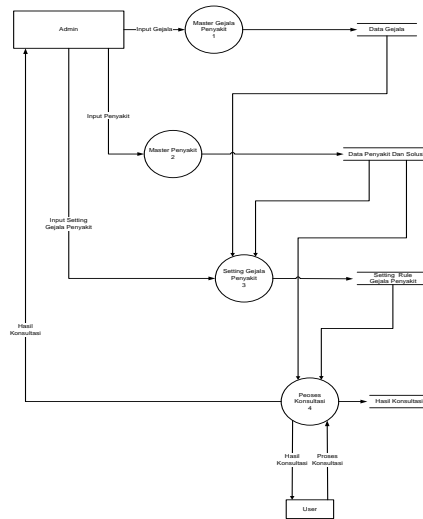 Admin
Input Gejala
Master Gejala
Penyakit
1
Data Gejala
Input Penyakit
Master Penyakit
2
Data Penyakit Dan Solusi
Input Setting
Gejala Penyakit
Setting Gejala
Penyakit
3
Setting Rule
Gejala Penyakit
Hasil
Konsultasi
Peoses
Konsultasi
4
Hasil Konsultasi
Hasil
Konsultasi
Proses
Konsultasi
User